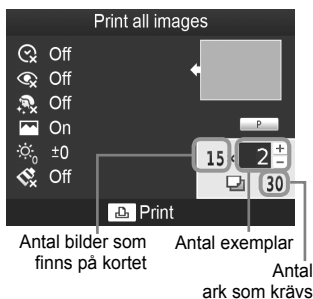 Print all images
Off
Off
Off
On
P
±0
15
2
+
-
Off
30
Print
Antal bilder som
finns på kortet
Antal exemplar
Antal
ark som krävs